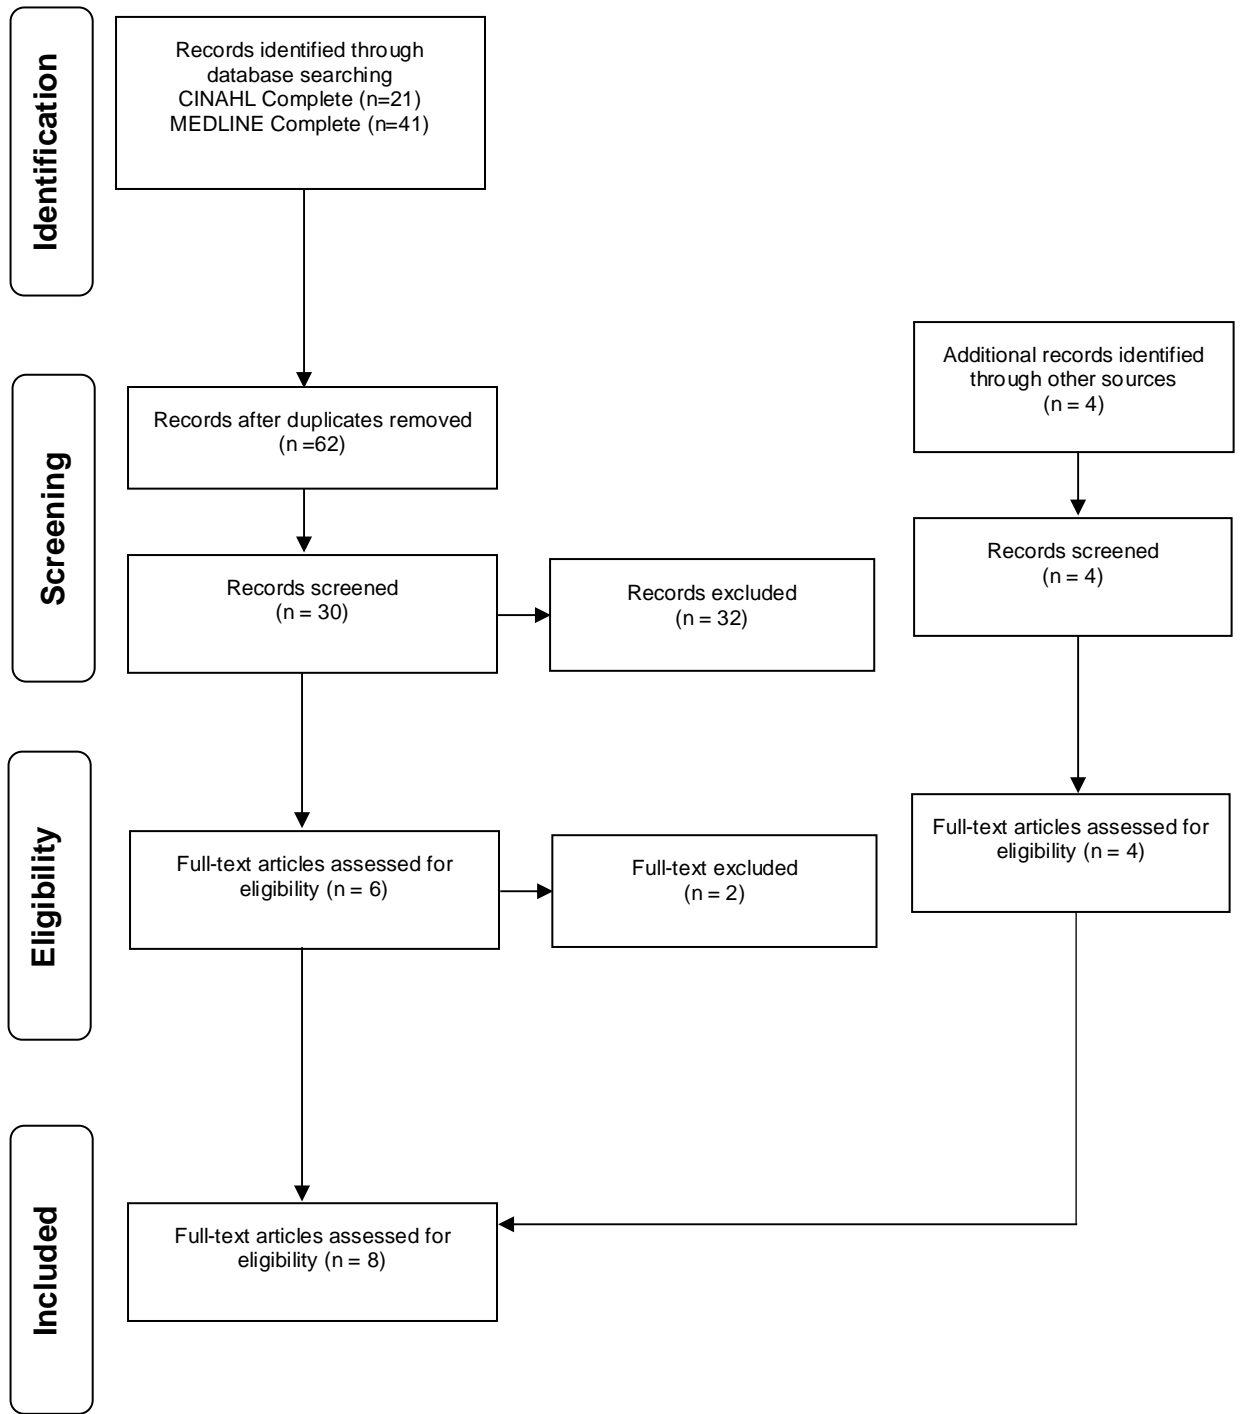 Identification
Records identified through
database searching
CINAHL Complete (n=21)
MEDLINE Complete (n=41)
Additional records identified
through other sources
(n = 4)
Screening
Records after duplicates removed
(n =62)
Records screened
(n = 30)
Records excluded
(n = 32)
Records screened
(n = 4)
Eligibility
Full-text articles assessed for
eligibility (n = 6)
Full-text excluded
(n = 2)
Full-text articles assessed for
eligibility (n = 4)
Included
Full-text articles assessed for
eligibility (n = 8)